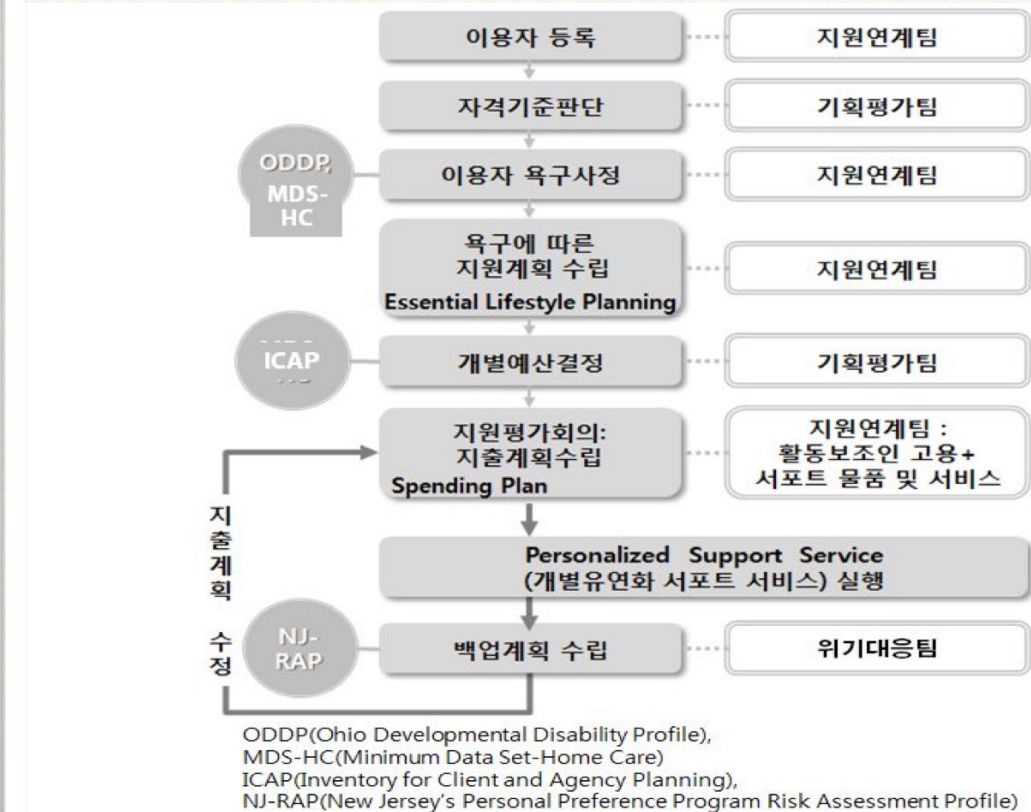 이용자 등록
지원연계팀
자격기준판단
기획평가팀
ODDP,
MDS-
HC
이용자 욕구사정
지원연계팀
욕구에 따른
지원계획 수립
Essential Lifestyle Planning
지원연계팀
ICAP
개별예산결정
기획평가팀
지원평가회의:
지출계획수립
Spending Plan
지원연계팀 :
활동보조인 고용+
서포트 물품 및 서비스
지출계획 수정
Personalized Support Service
(개별유연화 서포트 서비스) 실행
NJ-
RAP
백업계획 수립
위기대응팀
ODDP(Ohio Developmental Disability Profile),
MDS-HC(Minimum Data Set-Home Care)
ICAP(Inventory for Client and Agency Planning),
NJ-RAP(New Jersey's Personal Preference Program Risk Assessment Profile)